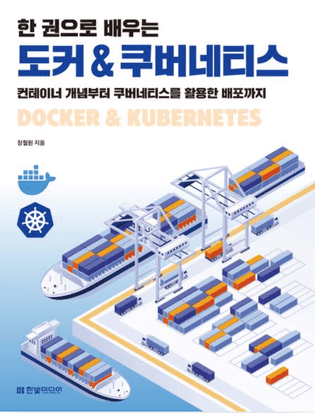 한 권으로 배우는
도커 & 쿠버네티스
컨테이너 개념부터 쿠버네티스를 활용한 배포까지
DOCKER & KUBERNETES
장철원 지음
한빛미디어